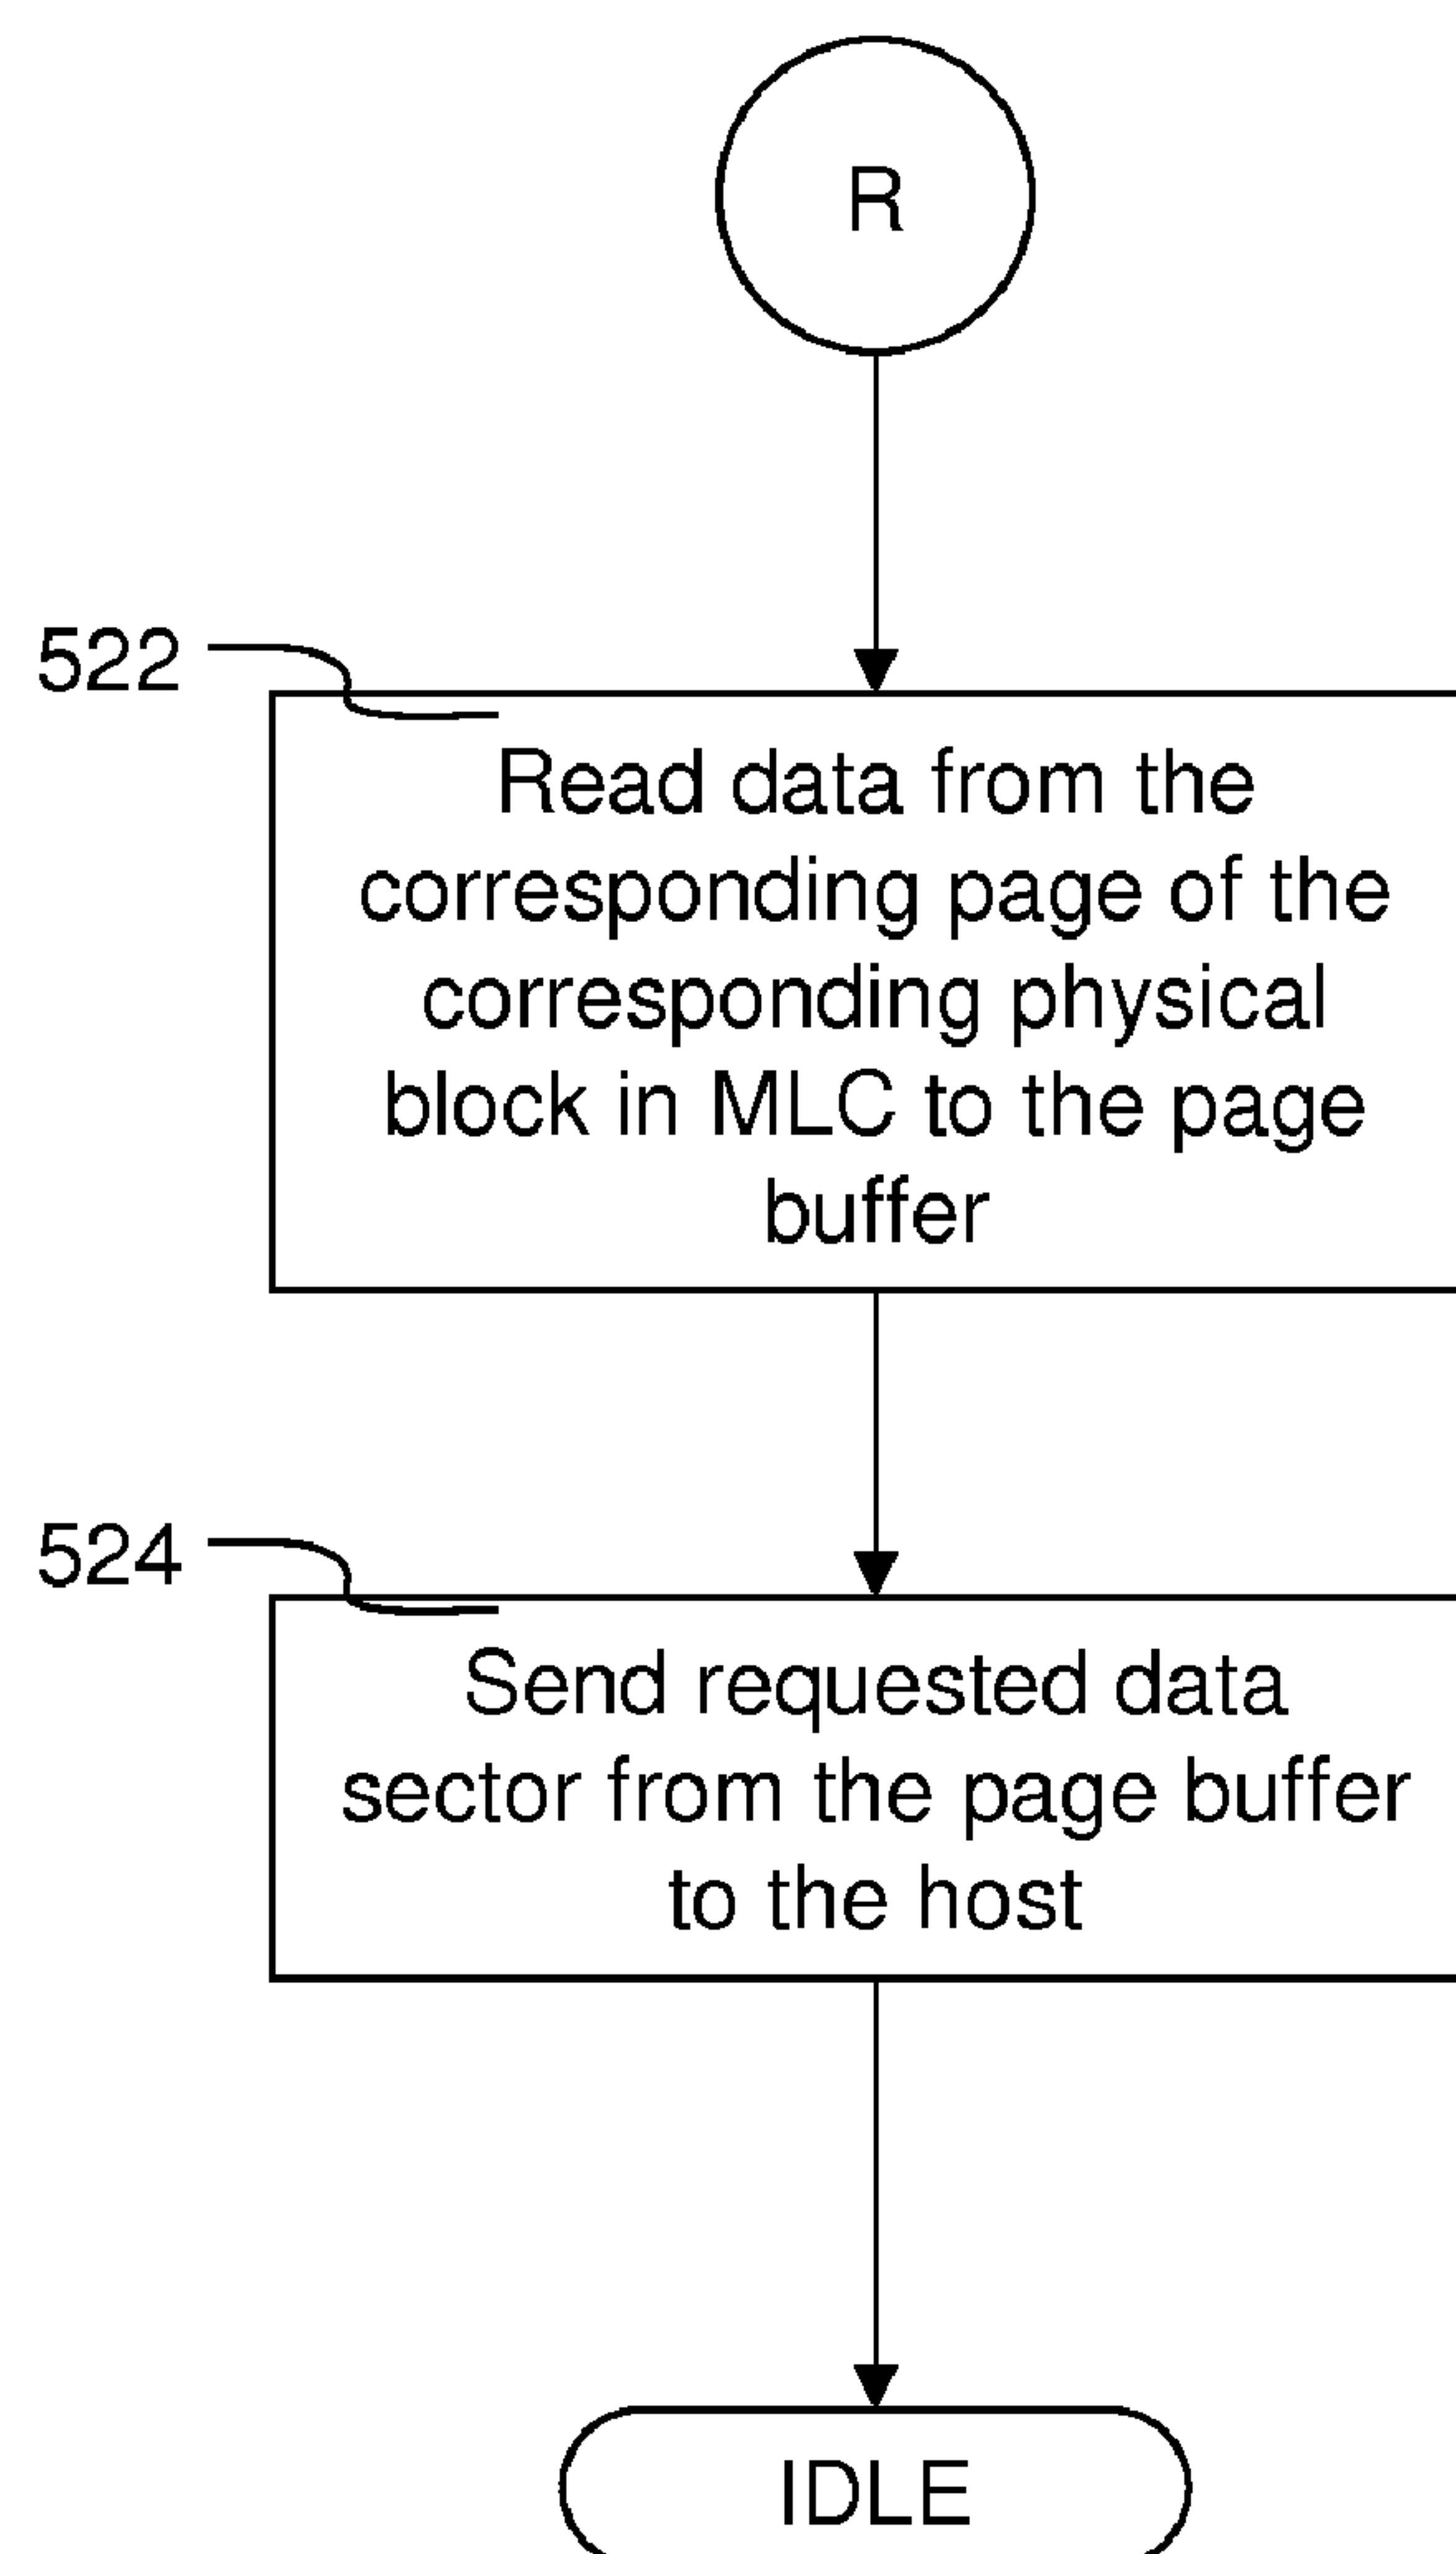 R
522
Read data from the
corresponding page of the
corresponding physical
block in MLC to the page
buffer
524
Send requested data
sector from the page buffer
to the host
IDLE